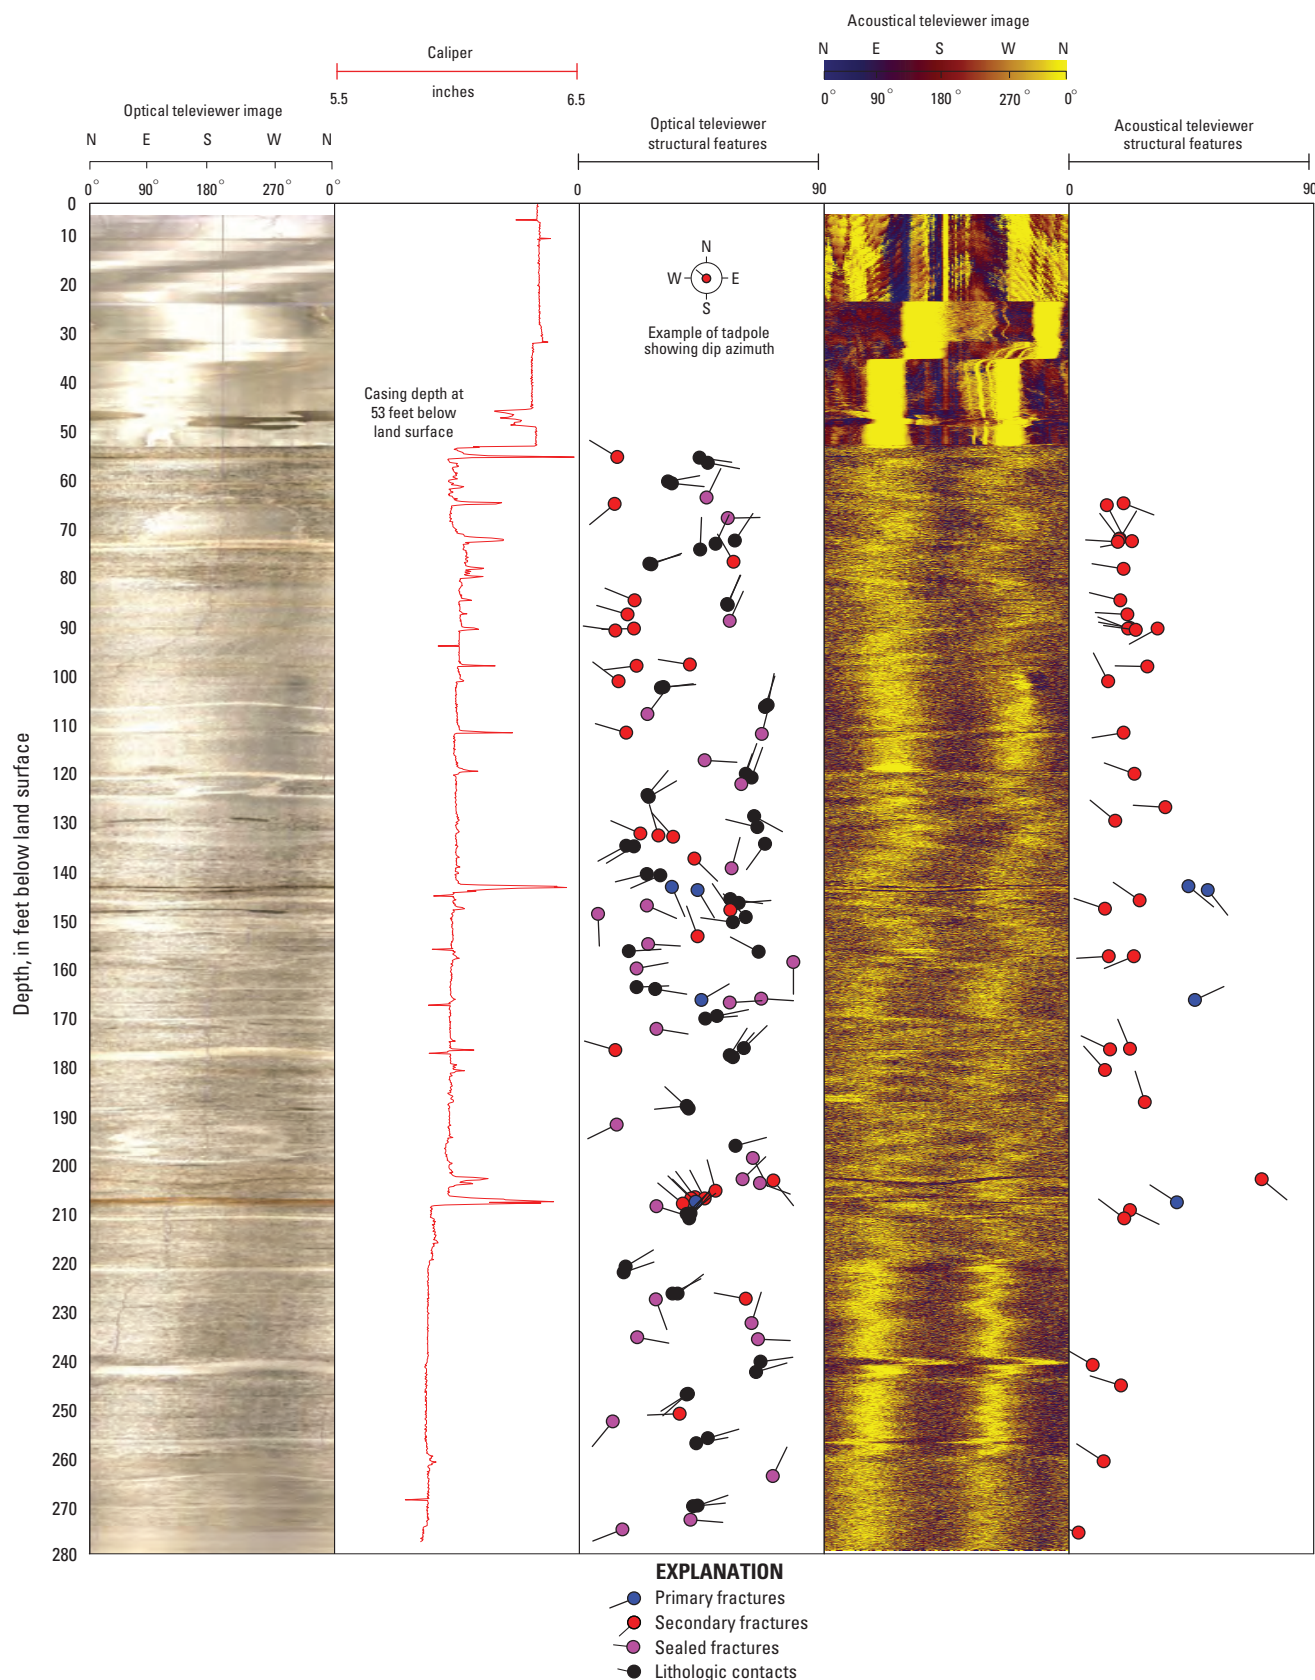 Acoustical televiewer image
N E S W N
0° 90° 180° 270° 0°
Caliper
inches
5.5 6.5
Optical televiewer image
N E S W N
0° 90° 180° 270° 0°
Optical televiewer
structural features
0 90
Acoustical televiewer
structural features
0 90
Depth, in feet below land surface
0
10
20
30
40
50
60
70
80
90
100
110
120
130
140
150
160
170
180
190
200
210
220
230
240
250
260
270
280
Casing depth at
53 feet below
land surface
N
W E
S
Example of tadpole
showing dip azimuth
EXPLANATION
Primary fractures
Secondary fractures
Sealed fractures
Lithologic contacts